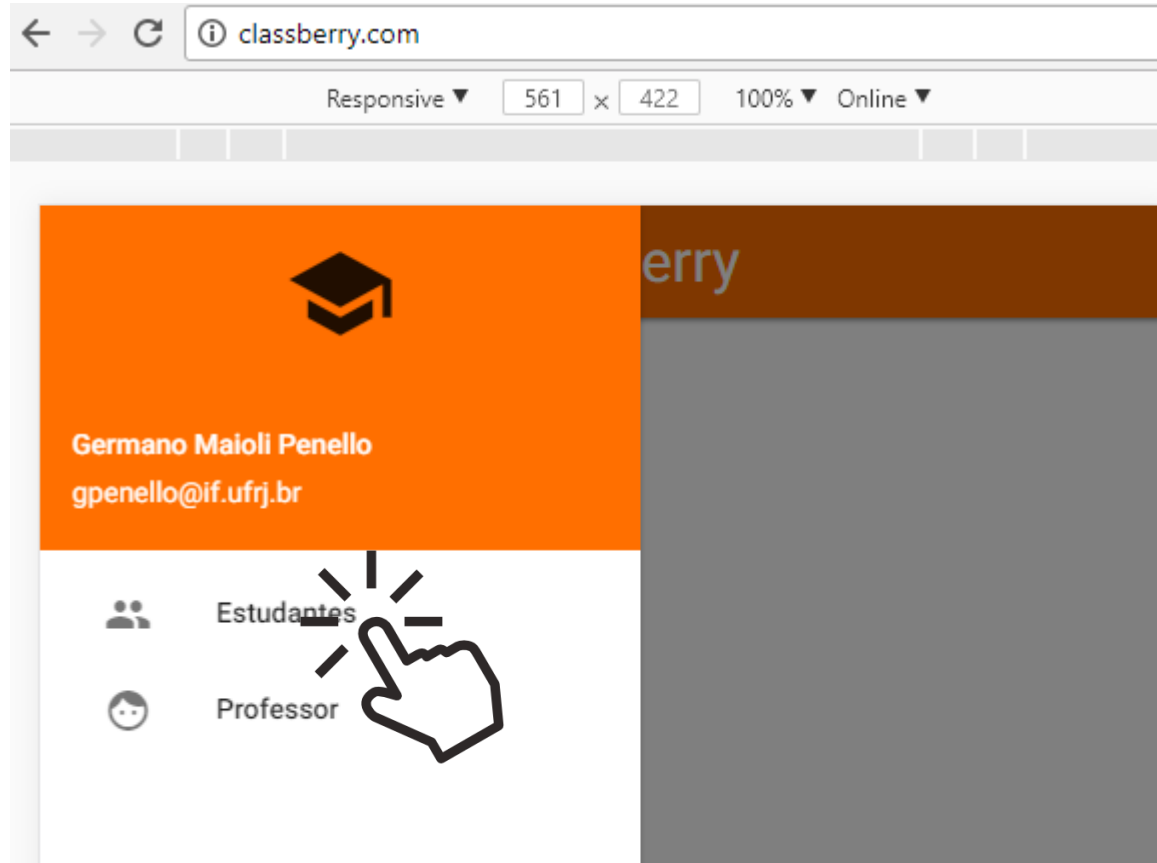 classberry.com
Responsive ▼ 561 × 422 100% ▼ Online ▼
erry
Germano Maioli Penello
gpenello@if.ufrj.br
Estudantes
Professor